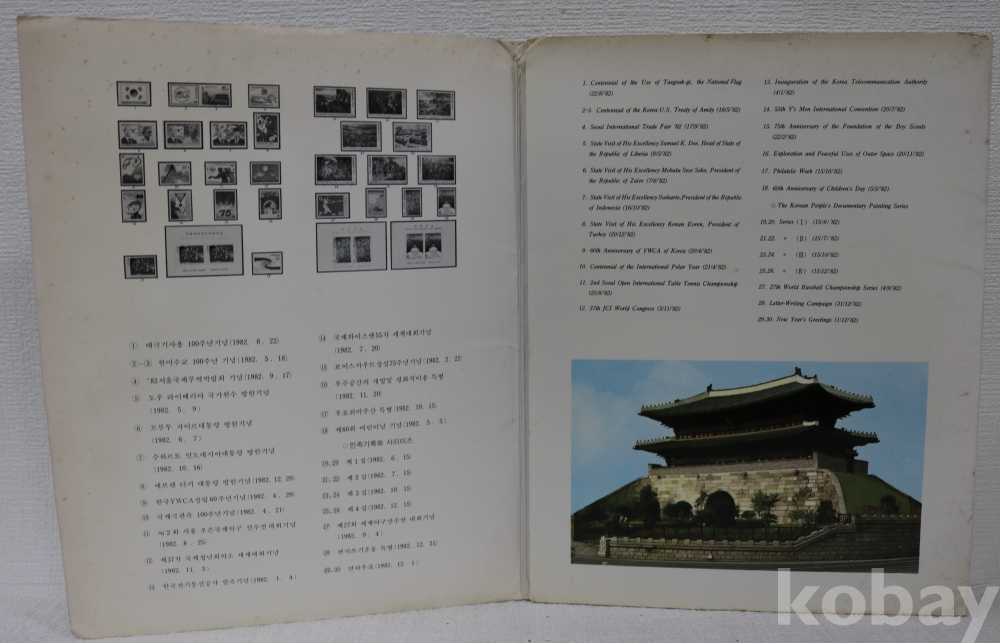 ① 태극기사용 100주년기념 (1982. 8. 22)
②-③ 한미수교 100주년 기념 (1982. 5. 18)
④ '82서울국제무역박람회 기념 (1982. 9. 17)
⑤ 도우 라이베리아 국가원수 방한기념
(1982. 5. 9)
⑥ 모부투 자이르대통령 방한기념
(1982. 6. 7)
⑦ 수하르토 인도네시아대통령 방한기념
(1982. 10. 16)
⑧ 에브렌 터키 대통령 방한기념 (1982. 12. 20)
⑨ 한국YWCA창립 60주년기념 (1982. 4. 20)
⑩ 국제극관측 100주년기념 (1982. 4. 21)
⑪ 제2회 서울 오픈국제탁구 선수권대회기념
(1982. 8. 25)
⑫ 제37차 국제청년회의소 세계대회기념
(1982. 11. 3)
⑬ 한국전기통신공사 발족기념 (1982. 1. 4)
⑭ 국제와이즈맨55차 세계대회기념
(1982. 7. 20)
⑮ 보이스카우트창설75주년기념 (1982. 2. 22)
⑯ 우주공간의 개발및 평화적이용 특별
(1982. 11. 20)
⑰ 우표취미주간 특별 (1982. 10. 15)
⑱ 제60회 어린이날 기념 (1982. 5. 5)
○민족기록화 시리이즈
⑲,⑳ 제1집 (1982. 6. 15)
21,22 제2집 (1982. 7. 15)
23,24 제3집 (1982. 10. 15)
25,26 제4집 (1982. 12. 15)
27 제27회 세계야구선수권 대회기념
(1982. 9. 4)
28 편지쓰기운동 특별 (1982. 12. 31)
29,30 연하우표 (1982. 12. 1)
1. Centennial of the Use of Taegeuk-gi, the National Flag
(22/8/'82)
2-3. Centennial of the Korea-U.S. Treaty of Amity (18/5/'82)
4. Seoul International Trade Fair '82 (17/9/'82)
5. State Visit of His Excellency Samuel K. Doe, Head of State of
the Republic of Liberia (9/5/'82)
6. State Visit of His Excellency Mobutu Sese Seko, President of
the Republic of Zaire (7/6/'82)
7. State Visit of His Excellency Soeharto, President of the Republic
of Indonesia (16/10/'82)
8. State Visit of His Excellency Kenan Evren, President of
Turkey (20/12/'82)
9. 60th Anniversary of YWCA of Korea (20/4/'82)
10. Centennial of the International Polar Year (21/4/'82)
11. 2nd Seoul Open International Table Tennis Championship
(25/8/'82)
12. 37th JCI World Congress (3/11/'82)
13. Inauguration of the Korea Telecommunication Authority
(4/1/'82)
14. 55th Y's Men International Convention (20/7/'82)
15. 75th Anniversary of the Foundation of the Boy Scouts
(22/2/'82)
16. Exploration and Peaceful Uses of Outer Space (20/11/'82)
17. Philatelic Week (15/10/'82)
18. 60th Anniversary of Children's Day (5/5/'82)
○ The Korean People's Documentary Painting Series
19.20. Series (Ⅰ) (15/6/'82)
21.22. 〃 (Ⅱ) (15/7/'82)
23.24. 〃 (Ⅲ) (15/10/'82)
25.26. 〃 (Ⅳ) (15/12/'82)
27. 27th World Baseball Championship Series (4/9/'82)
28. Letter-Writing Campaign (31/12/'82)
29.30. New Year's Greetings (1/12/'82)
kobay